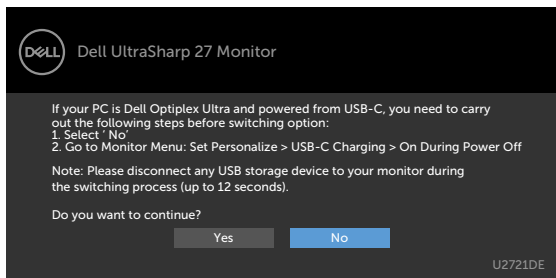 DELL
Dell UltraSharp 27 Monitor
If your PC is Dell Optiplex Ultra and powered from USB-C, you need to carry
out the following steps before switching option:
1. Select ‘ No’
2. Go to Monitor Menu: Set Personalize > USB-C Charging > On During Power Off
Note: Please disconnect any USB storage device to your monitor during
the switching process (up to 12 seconds).
Do you want to continue?
Yes
No
U2721DE